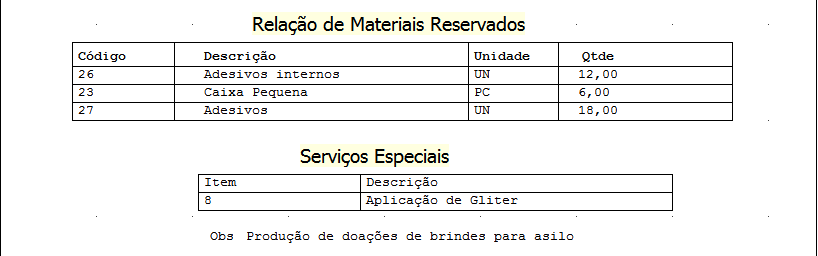 Relação de Materiais Reservados
Código Descrição Unidade Qtde
26 Adesivos internos UN 12,00
23 Caixa Pequena PC 6,00
27 Adesivos UN 18,00
Serviços Especiais
Item Descrição
8 Aplicação de Gliter
Obs Produção de doações de brindes para asilo